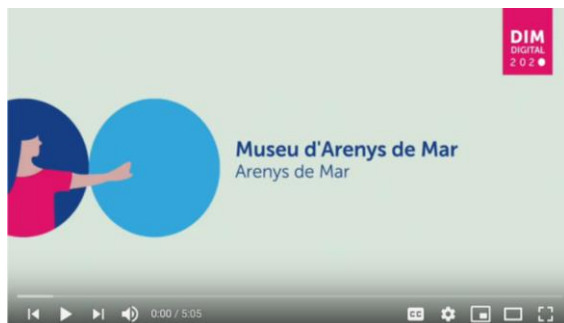 DIM
DIGITAL
2020
Museu d'Arenys de Mar
Arenys de Mar
0:00 / 5:05
CC